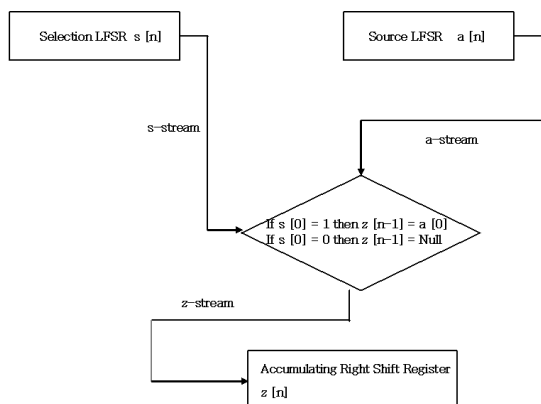 Selection LFSR s [n]
Source LFSR a [n]
s-stream
a-stream
If s [0] = 1 then z [n-1] = a [0]
If s [0] = 0 then z [n-1] = Null
z-stream
Accumulating Right Shift Register
z [n]